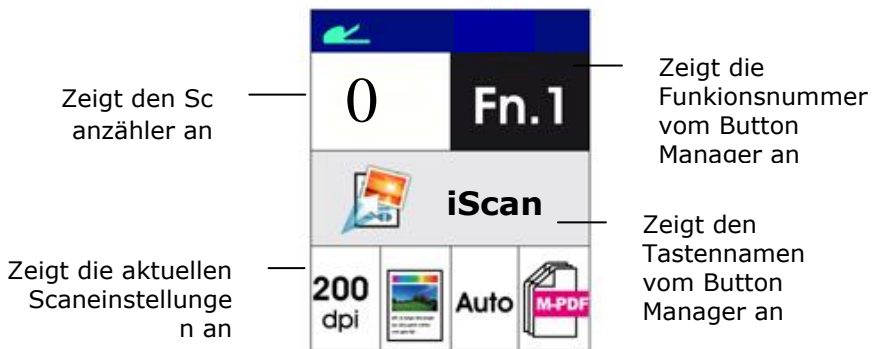 Zeigt den Sc
anzähler an
0
Fn.1
Zeigt die
Funkionsnummer
vom Button
Manager an
iScan
Zeigt den
Tastennamen
vom Button
Manager an
Zeigt die aktuellen
Scaneinstellunge
n an
200
dpi
Auto
M-PDF